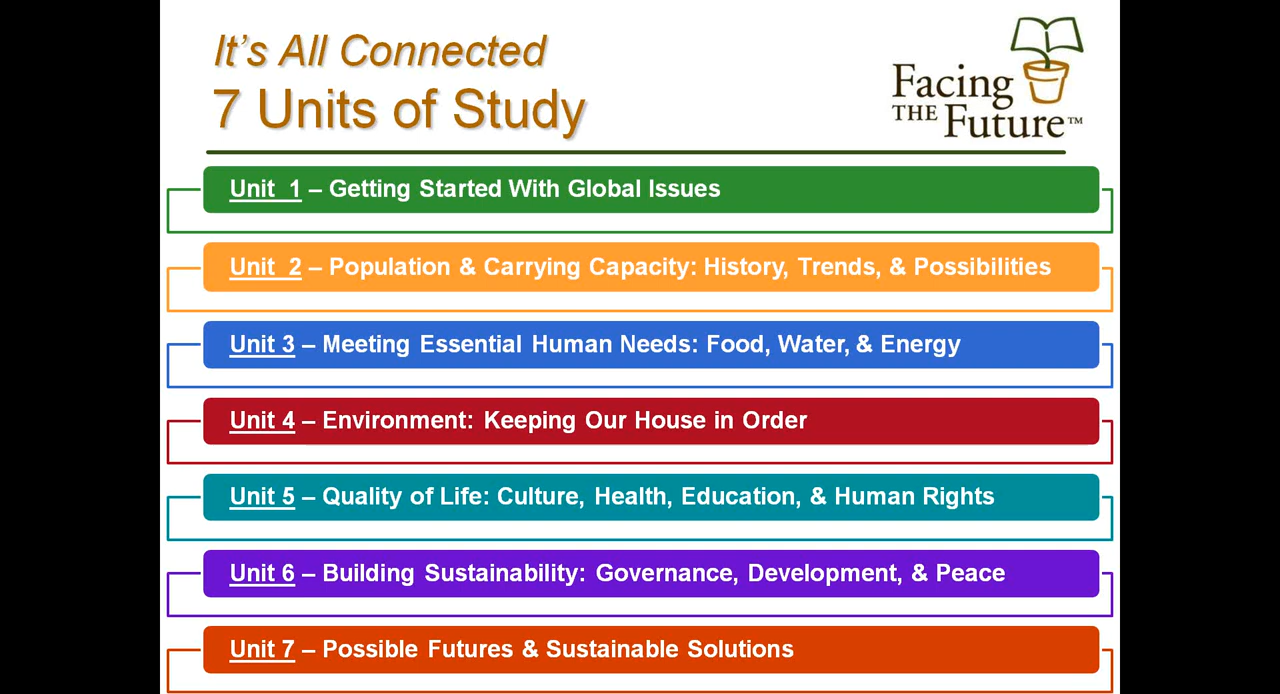 It's All Connected
7 Units of Study
Facing
THE Future™
Unit 1 – Getting Started With Global Issues
Unit 2 – Population & Carrying Capacity: History, Trends, & Possibilities
Unit 3 – Meeting Essential Human Needs: Food, Water, & Energy
Unit 4 – Environment: Keeping Our House in Order
Unit 5 – Quality of Life: Culture, Health, Education, & Human Rights
Unit 6 – Building Sustainability: Governance, Development, & Peace
Unit 7 – Possible Futures & Sustainable Solutions